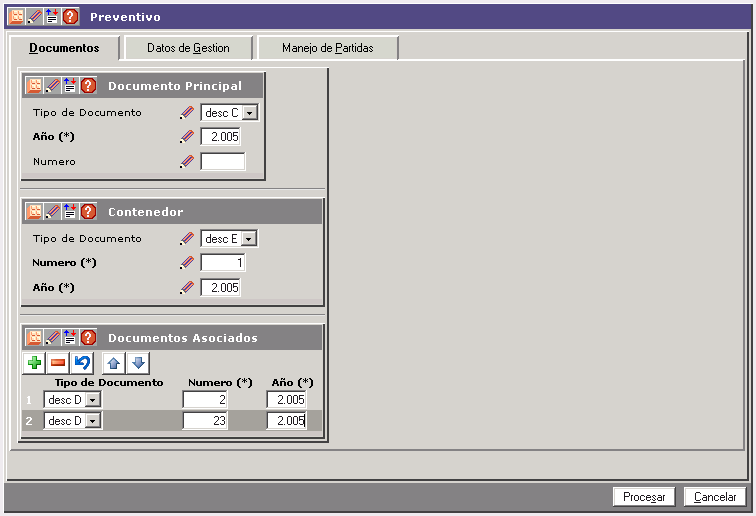 Preventivo
Documentos Datos de Gestion Manejo de Partidas
Documento Principal
Tipo de Documento desc C
Año (*) 2.005
Numero
Contenedor
Tipo de Documento desc E
Numero (*) 1
Año (*) 2.005
Documentos Asociados
Tipo de Documento Numero (*) Año (*)
1 desc D 2 2.005
2 desc D 23 2.005
Procesar Cancelar